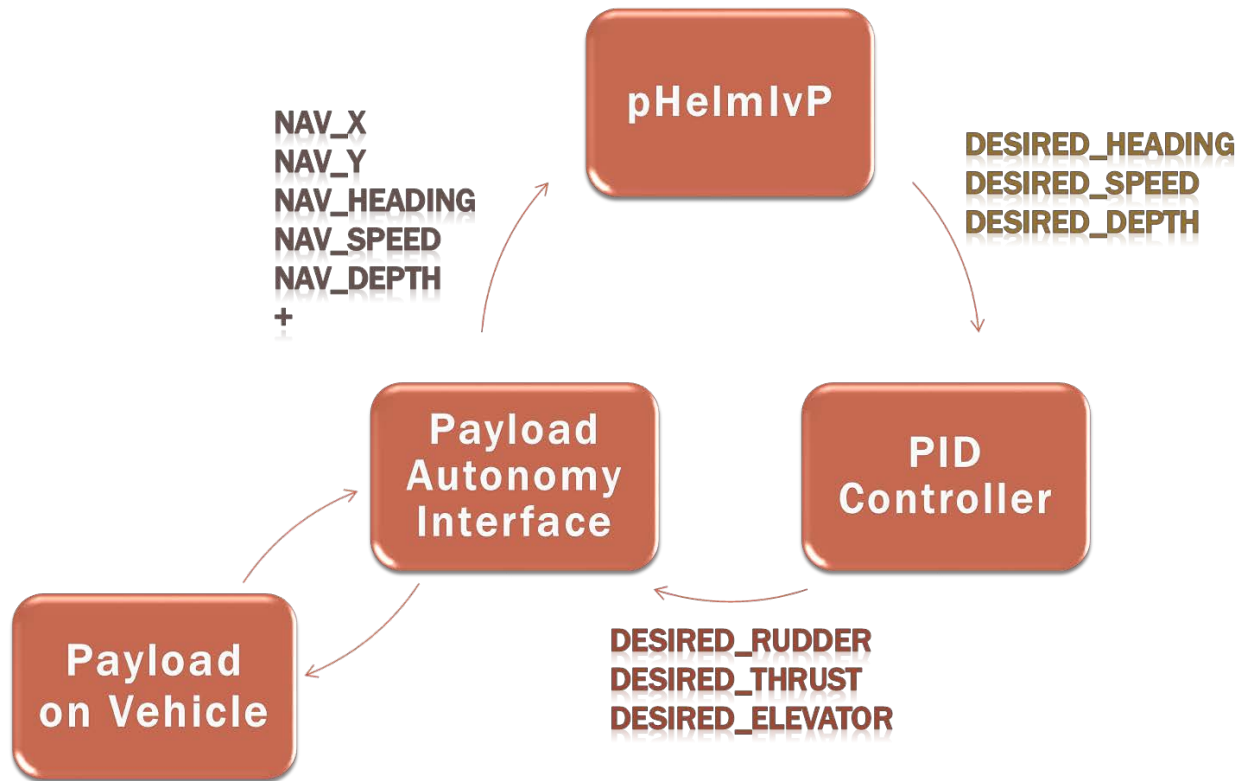 pHelmIvP
NAV_X
NAV_Y
NAV_HEADING
NAV_SPEED
NAV_DEPTH
+
DESIRED_HEADING
DESIRED_SPEED
DESIRED_DEPTH
Payload
Autonomy
Interface
PID
Controller
DESIRED_RUDDER
DESIRED_THRUST
DESIRED_ELEVATOR
Payload
on Vehicle